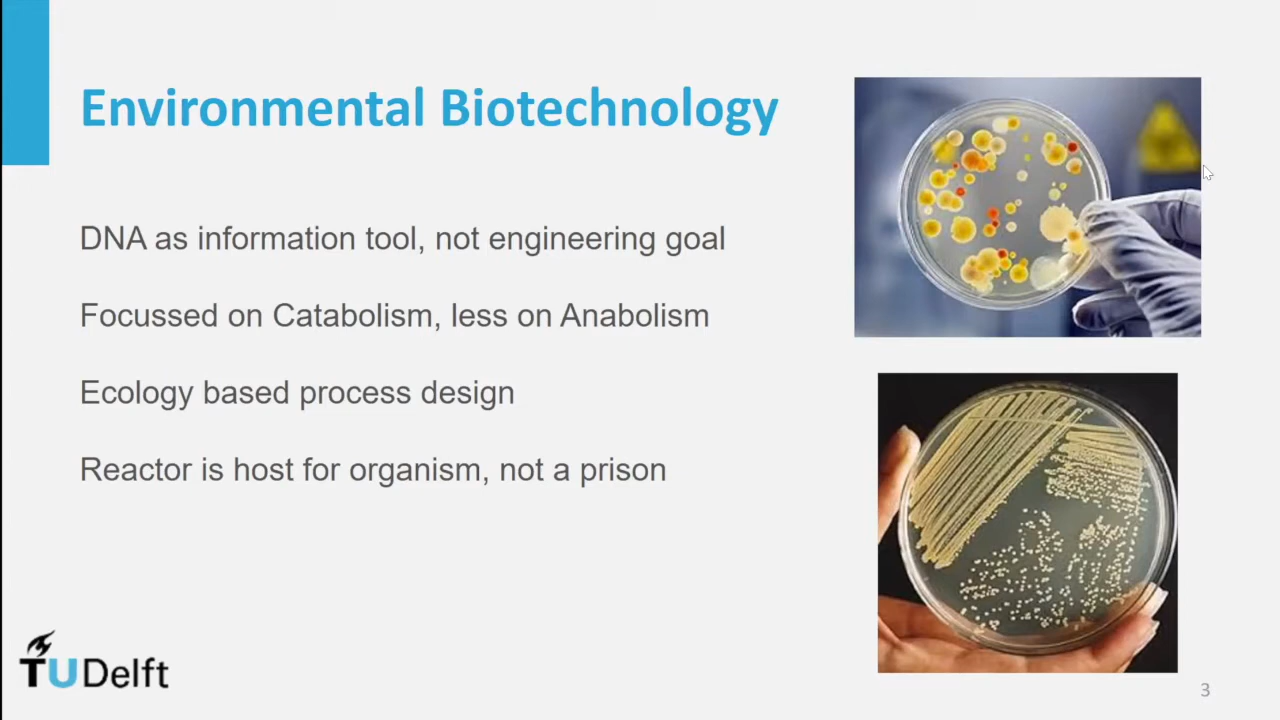 Environmental Biotechnology
DNA as information tool, not engineering goal
Focussed on Catabolism, less on Anabolism
Ecology based process design
Reactor is host for organism, not a prison
TUDelft
3